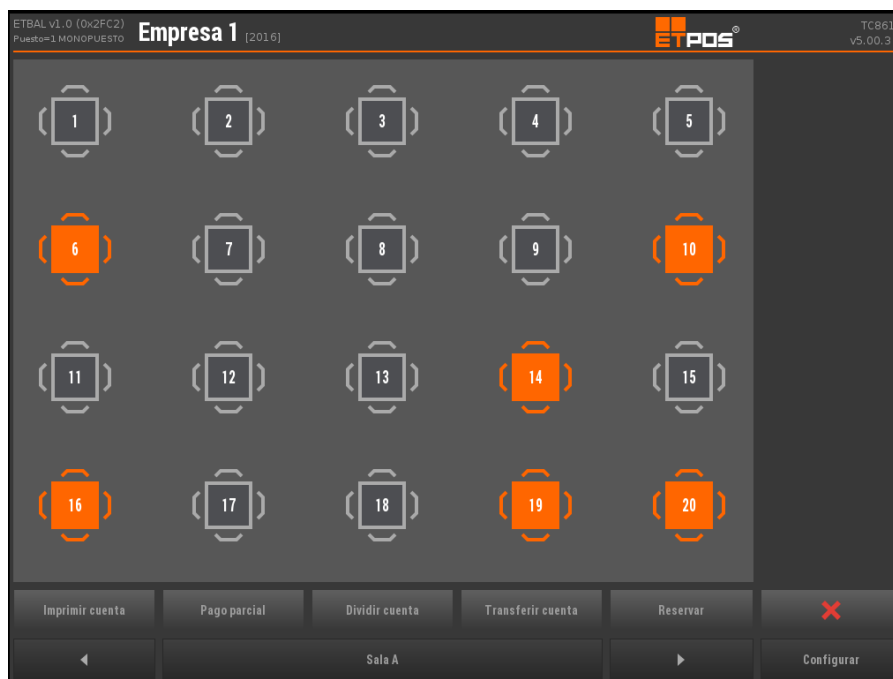 ETBAL v1.0 (0x2FC2)
Puesto=1 MONOPUESTO
Empresa 1 [2016]
ETPOS®
TC861
v5.00.3
1 2 3 4 5
6 7 8 9 10
11 12 13 14 15
16 17 18 19 20
Imprimir cuenta Pago parcial Dividir cuenta Transferir cuenta Reservar
Sala A Configurar